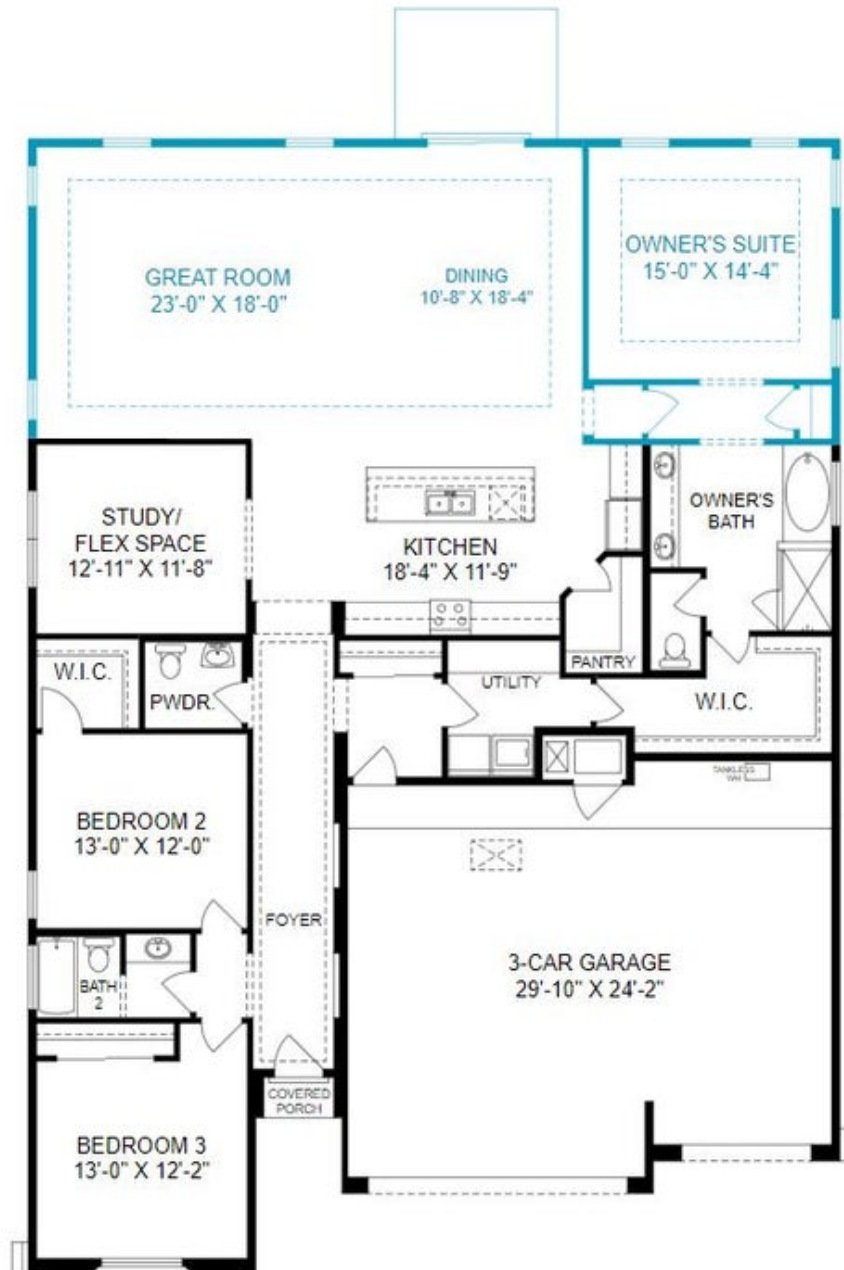 GREAT ROOM
23'-0" X 18'-0"
DINING
10'-8" X 18'-4"
OWNER'S SUITE
15'-0" X 14'-4"
STUDY/
FLEX SPACE
12'-11" X 11'-8"
KITCHEN
18'-4" X 11'-9"
OWNER'S
BATH
W.I.C.
PWDR.
UTILITY
PANTRY
W.I.C.
TANKLESS
WH
BEDROOM 2
13'-0" X 12'-0"
FOYER
3-CAR GARAGE
29'-10" X 24'-2"
BATH
2
COVERED
PORCH
BEDROOM 3
13'-0" X 12'-2"